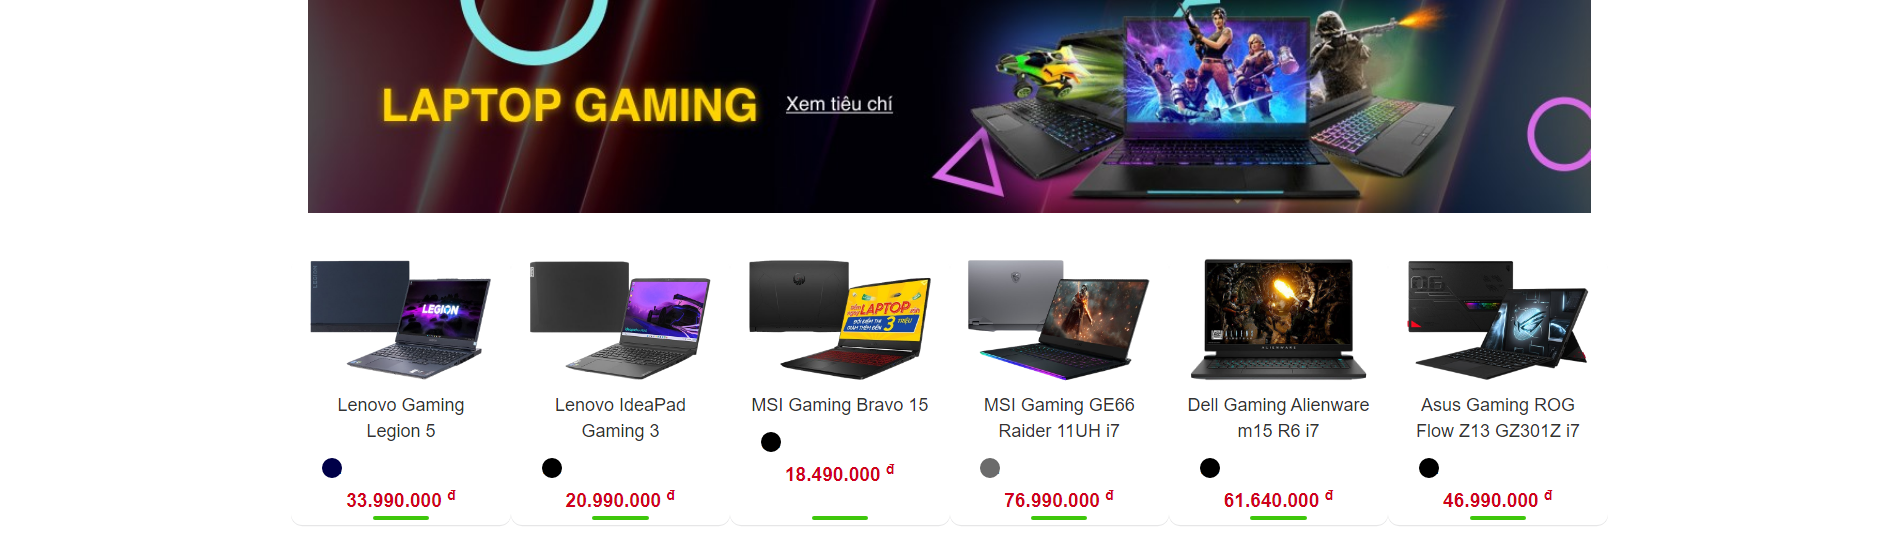 LAPTOP GAMING
Xem tiêu chí
LEGION
LEGION
LAPTOP
3 TRIỆU
ALIENWARE
Lenovo Gaming
Legion 5
Lenovo IdeaPad
Gaming 3
MSI Gaming Bravo 15
MSI Gaming GE66
Raider 11UH i7
Dell Gaming Alienware
m15 R6 i7
Asus Gaming ROG
Flow Z13 GZ301Z i7
33.990.000 đ
20.990.000 đ
18.490.000 đ
76.990.000 đ
61.640.000 đ
46.990.000 đ